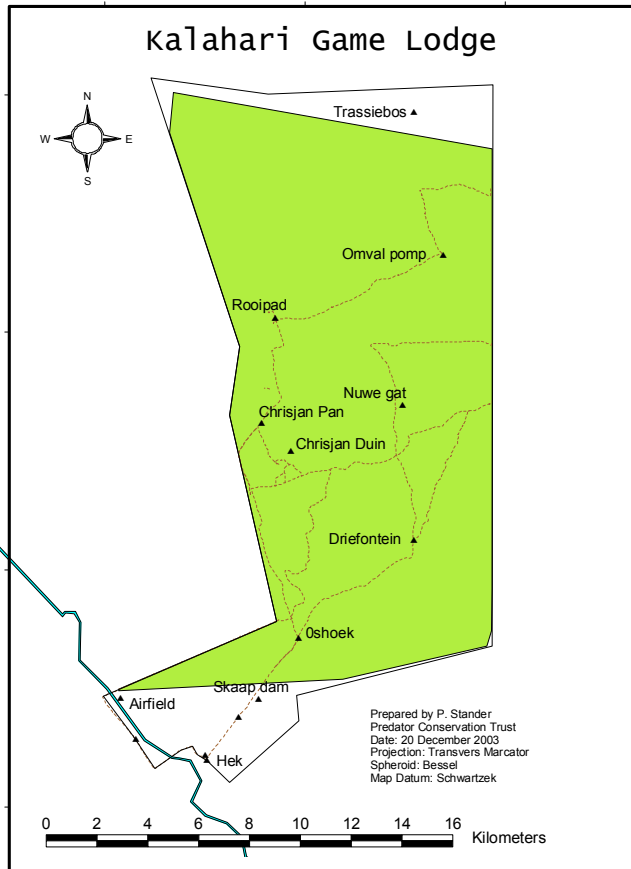 Kalahari Game Lodge
N
W E
S
Trassiebos
Omval pomp
Rooipad
Nuwe gat
Chrisjan Pan
Chrisjan Duin
Driefontein
0shoek
Skaap dam
Airfield
Hek
Prepared by P. Stander
Predator Conservation Trust
Date: 20 December 2003
Projection: Transvers Marcator
Spheroid: Bessel
Map Datum: Schwartzek
0 2 4 6 8 10 12 14 16 Kilometers